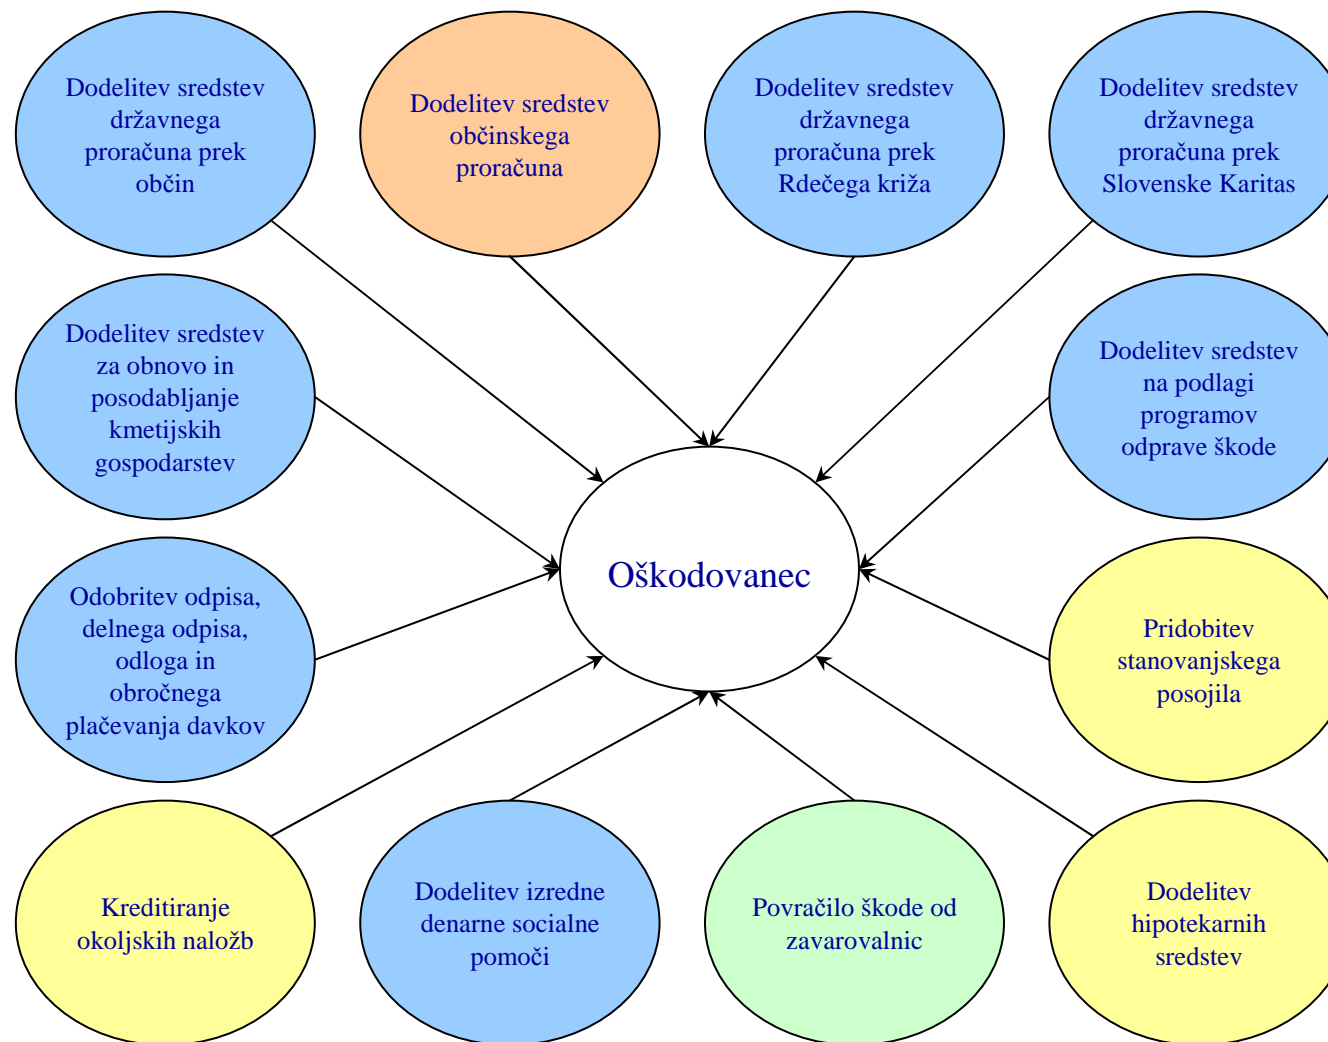 Dodelitev sredstev
državnega
proračuna prek
občin
Dodelitev sredstev
občinskega
proračuna
Dodelitev sredstev
državnega
proračuna prek
Rdečega križa
Dodelitev sredstev
državnega
proračuna prek
Slovenske Karitas
Dodelitev sredstev
za obnovo in
posodabljanje
kmetijskih
gospodarstev
Dodelitev sredstev
na podlagi
programov
odprave škode
Oškodovanec
Odobritev odpisa,
delnega odpisa,
odloga in
obročnega
plačevanja davkov
Pridobitev
stanovanjskega
posojila
Kreditiranje
okoljskih naložb
Dodelitev izredne
denarne socialne
pomoči
Povračilo škode od
zavarovalnic
Dodelitev
hipotekarnih
sredstev